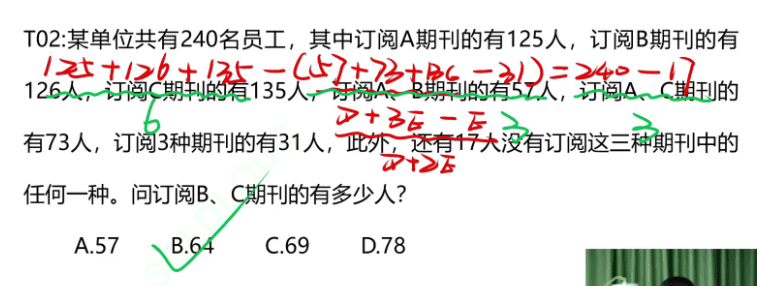 T02:某单位共有240名员工，其中订阅A期刊的有125人，订阅B期刊的有
125+126+135-(57+73+BC-31)=240-17
126人，订阅C期刊的有135人，订阅A、B期刊的有57人，订阅A、C期刊的
6 D+3E-E 3 3
有73人，订阅3种期刊的有31人，此外，还有17人没有订阅这三种期刊中的
D+2E
任何一种。问订阅B、C期刊的有多少人？
A.57 B.64 C.69 D.78